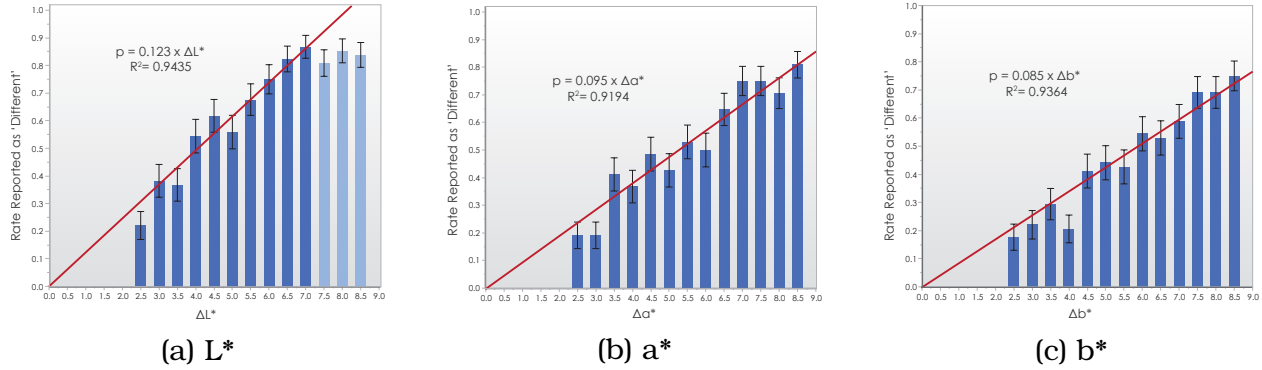 Rate Reported as 'Different'
1.0
0.9
0.8
0.7
0.6
0.5
0.4
0.3
0.2
0.1
0.0
p = 0.123 x ΔL*
R²= 0.9435
0.0 0.5 1.0 1.5 2.0 2.5 3.0 3.5 4.0 4.5 5.0 5.5 6.0 6.5 7.0 7.5 8.0 8.5 9.0
ΔL*
(a) L*
Rate Reported as 'Different'
1.0
0.9
0.8
0.7
0.6
0.5
0.4
0.3
0.2
0.1
0.0
p = 0.095 x Δa*
R²= 0.9194
0.0 0.5 1.0 1.5 2.0 2.5 3.0 3.5 4.0 4.5 5.0 5.5 6.0 6.5 7.0 7.5 8.0 8.5 9.0
Δa*
(b) a*
Rate Reported as 'Different'
1.0
0.9
0.8
0.7
0.6
0.5
0.4
0.3
0.2
0.1
0.0
p = 0.085 x Δb*
R²= 0.9364
0.0 0.5 1.0 1.5 2.0 2.5 3.0 3.5 4.0 4.5 5.0 5.5 6.0 6.5 7.0 7.5 8.0 8.5 9.0
Δb*
(c) b*